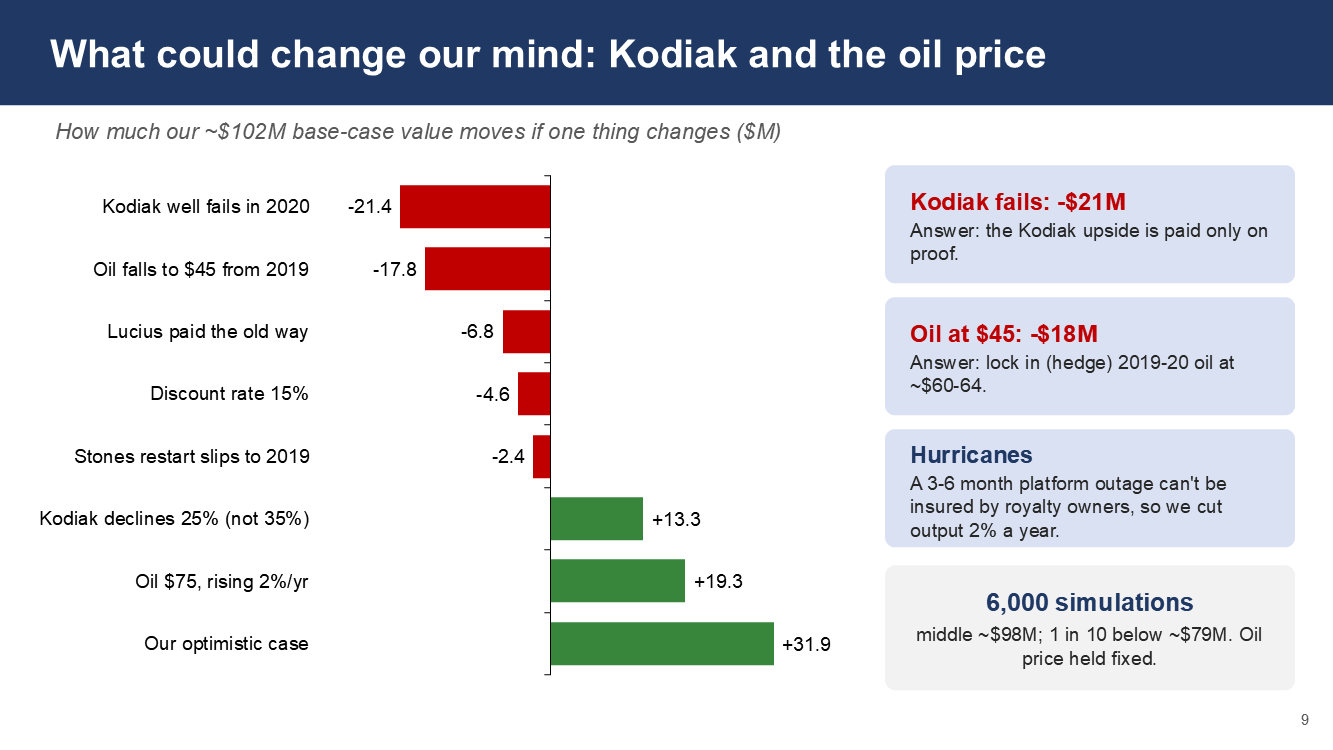 What could change our mind: Kodiak and the oil price
How much our ~$102M base-case value moves if one thing changes ($M)
Kodiak well fails in 2020
-21.4
Oil falls to $45 from 2019
-17.8
Lucius paid the old way
-6.8
Discount rate 15%
-4.6
Stones restart slips to 2019
-2.4
Kodiak declines 25% (not 35%)
+13.3
Oil $75, rising 2%/yr
+19.3
Our optimistic case
+31.9
Kodiak fails: -$21M
Answer: the Kodiak upside is paid only on
proof.
Oil at $45: -$18M
Answer: lock in (hedge) 2019-20 oil at
~$60-64.
Hurricanes
A 3-6 month platform outage can't be
insured by royalty owners, so we cut
output 2% a year.
6,000 simulations
middle ~$98M; 1 in 10 below ~$79M. Oil
price held fixed.
9